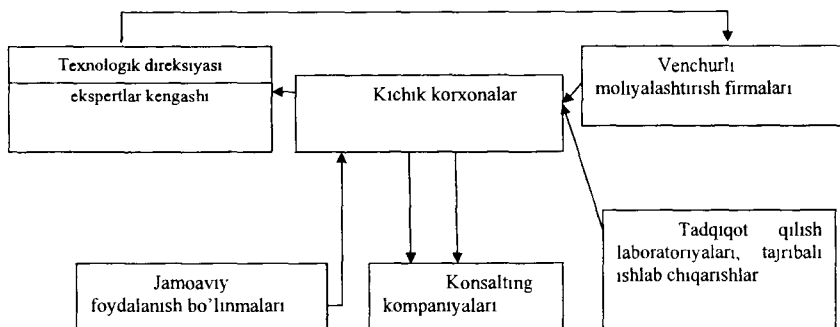 Texnologik direksiyasi
ekspertlar kengashi
Kichik korxonalar
Venchurli
moliyalashtirish firmalari
Jamoaviy
foydalanish bo'linmalari
Konsalting
kompaniyalari
Tadqiqot qilish
laboratoriyalari, tajribali
ishlab chiqarishlar